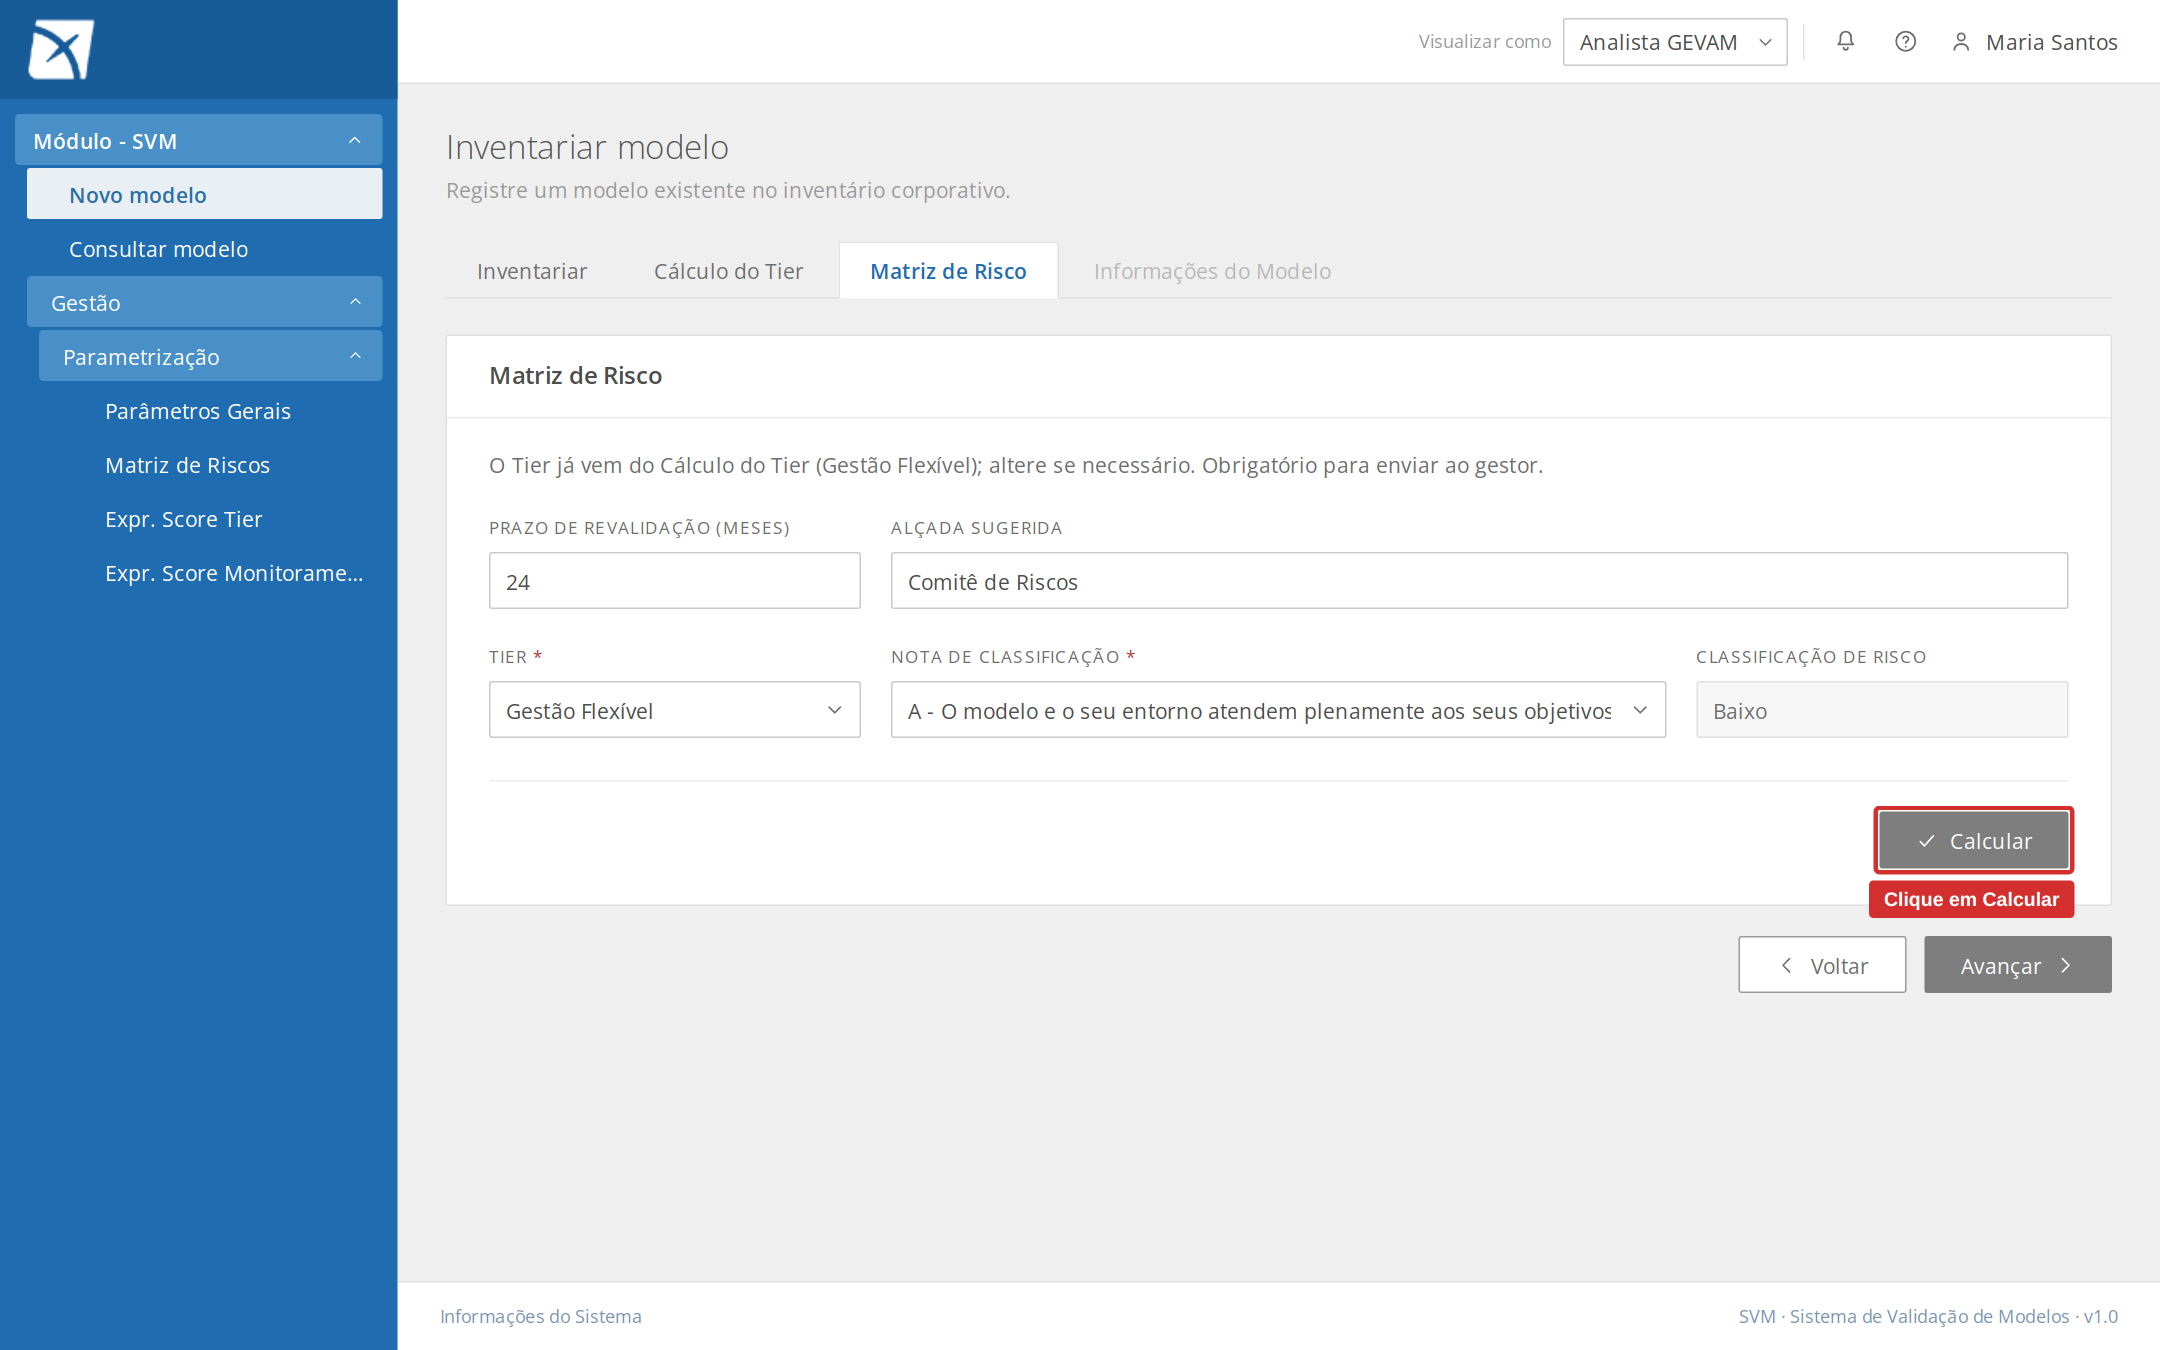 Visualizar como
Analista GEVAM
Maria Santos
Módulo - SVM
Novo modelo
Consultar modelo
Gestão
Parametrização
Parâmetros Gerais
Matriz de Riscos
Expr. Score Tier
Expr. Score Monitorame...
Inventariar modelo
Registre um modelo existente no inventário corporativo.
Inventariar
Cálculo do Tier
Matriz de Risco
Informações do Modelo
Matriz de Risco
O Tier já vem do Cálculo do Tier (Gestão Flexível); altere se necessário. Obrigatório para enviar ao gestor.
PRAZO DE REVALIDAÇÃO (MESES)
ALÇADA SUGERIDA
24
Comitê de Riscos
TIER *
NOTA DE CLASSIFICAÇÃO *
CLASSIFICAÇÃO DE RISCO
Gestão Flexível
A - O modelo e o seu entorno atendem plenamente aos seus objetivos
Baixo
Calcular
Clique em Calcular
Voltar
Avançar
Informações do Sistema
SVM · Sistema de Validação de Modelos · v1.0